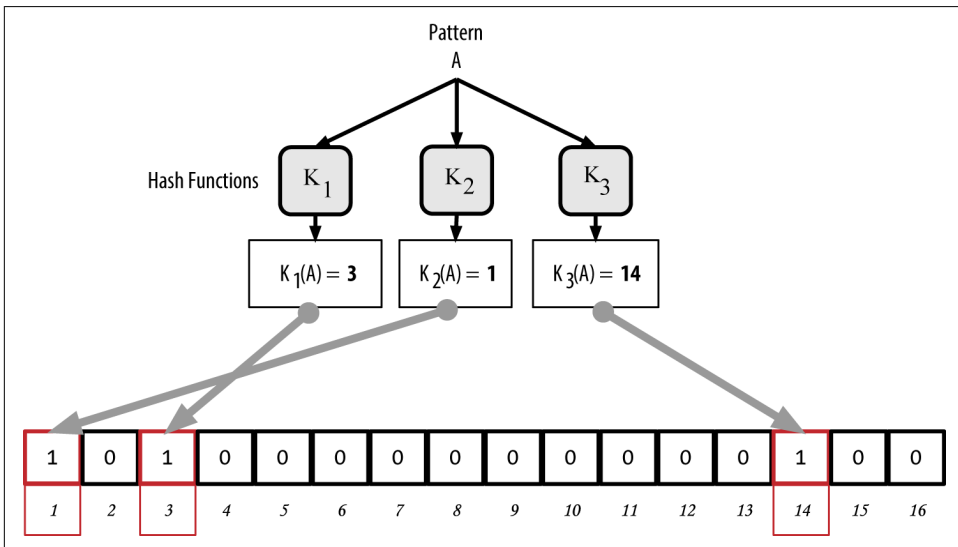 Pattern
A
Hash Functions
K1
K2
K3
K1(A) = 3
K2(A) = 1
K3(A) = 14
1 0 1 0 0 0 0 0 0 0 0 0 0 1 0 0
1 2 3 4 5 6 7 8 9 10 11 12 13 14 15 16